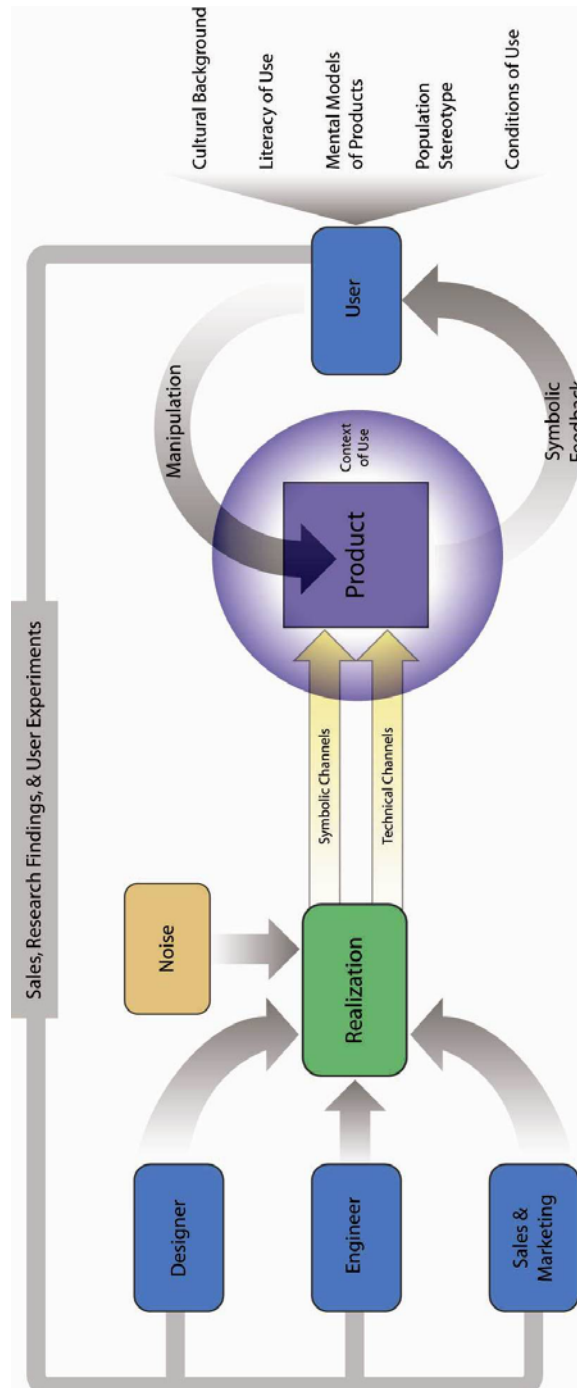 Sales, Research Findings, & User Experiments
Designer
Engineer
Sales &
Marketing
Noise
Realization
Symbolic Channels
Technical Channels
Manipulation
Product
Context
of Use
Symbolic
Feedback
User
Cultural Background
Literacy of Use
Mental Models
of Products
Population
Stereotype
Conditions of Use